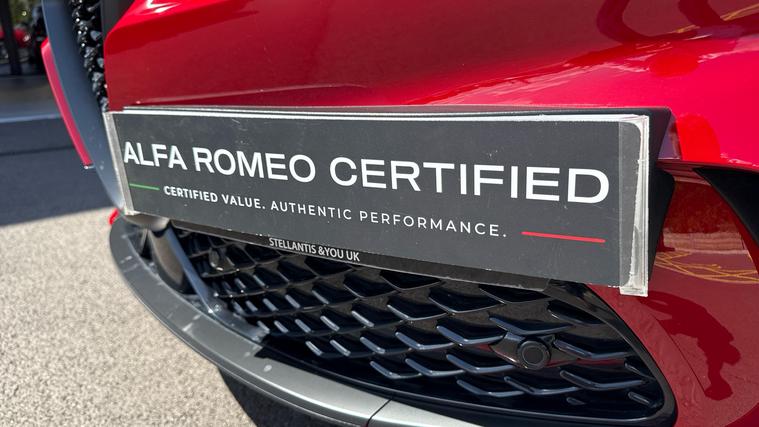 ALFA ROMEO CERTIFIED
CERTIFIED VALUE. AUTHENTIC PERFORMANCE.
STELLANTIS &YOU UK